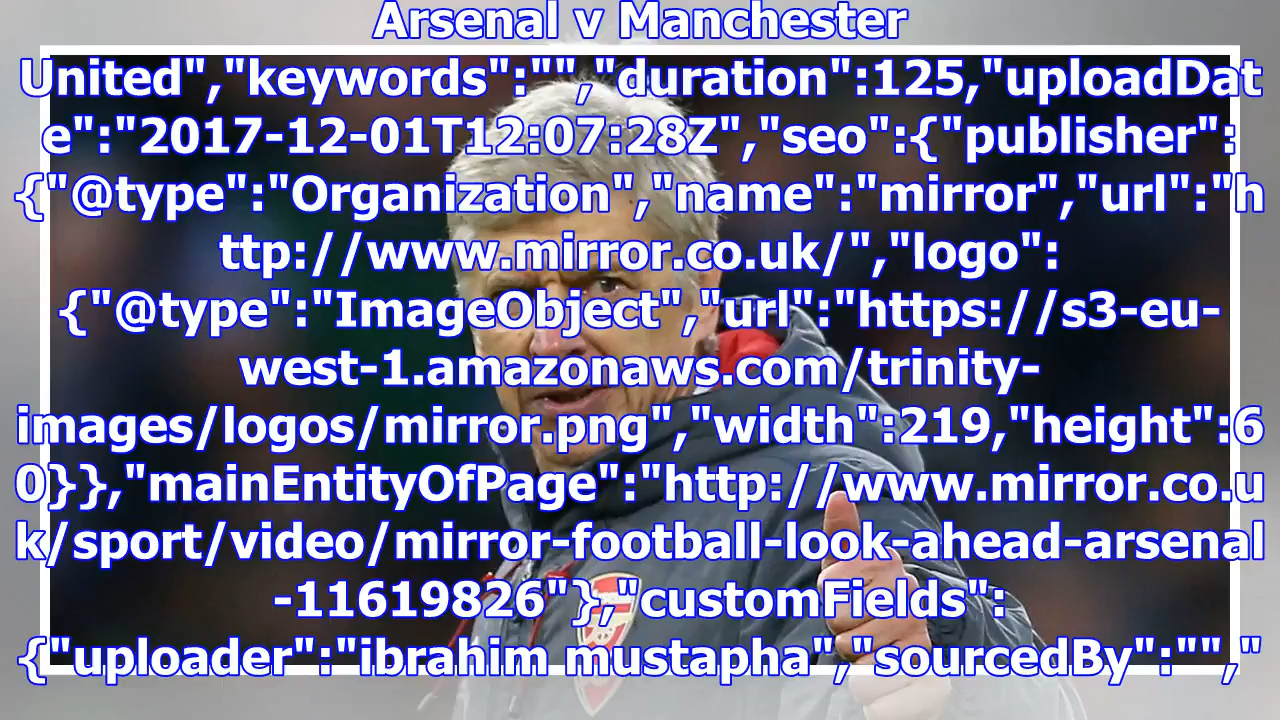 Arsenal v Manchester
United","keywords":"","duration":125,"uploadDat
e":"2017-12-01T12:07:28Z","seo":{"publisher":
{"@type":"Organization","name":"mirror","url":"h
ttp://www.mirror.co.uk/","logo":
{"@type":"ImageObject","url":"https://s3-eu-
west-1.amazonaws.com/trinity-
images/logos/mirror.png","width":219,"height":6
0}},"mainEntityOfPage":"http://www.mirror.co.u
k/sport/video/mirror-football-look-ahead-arsenal
-11619826"},"customFields":
{"uploader":"ibrahim mustapha","sourcedBy":"","